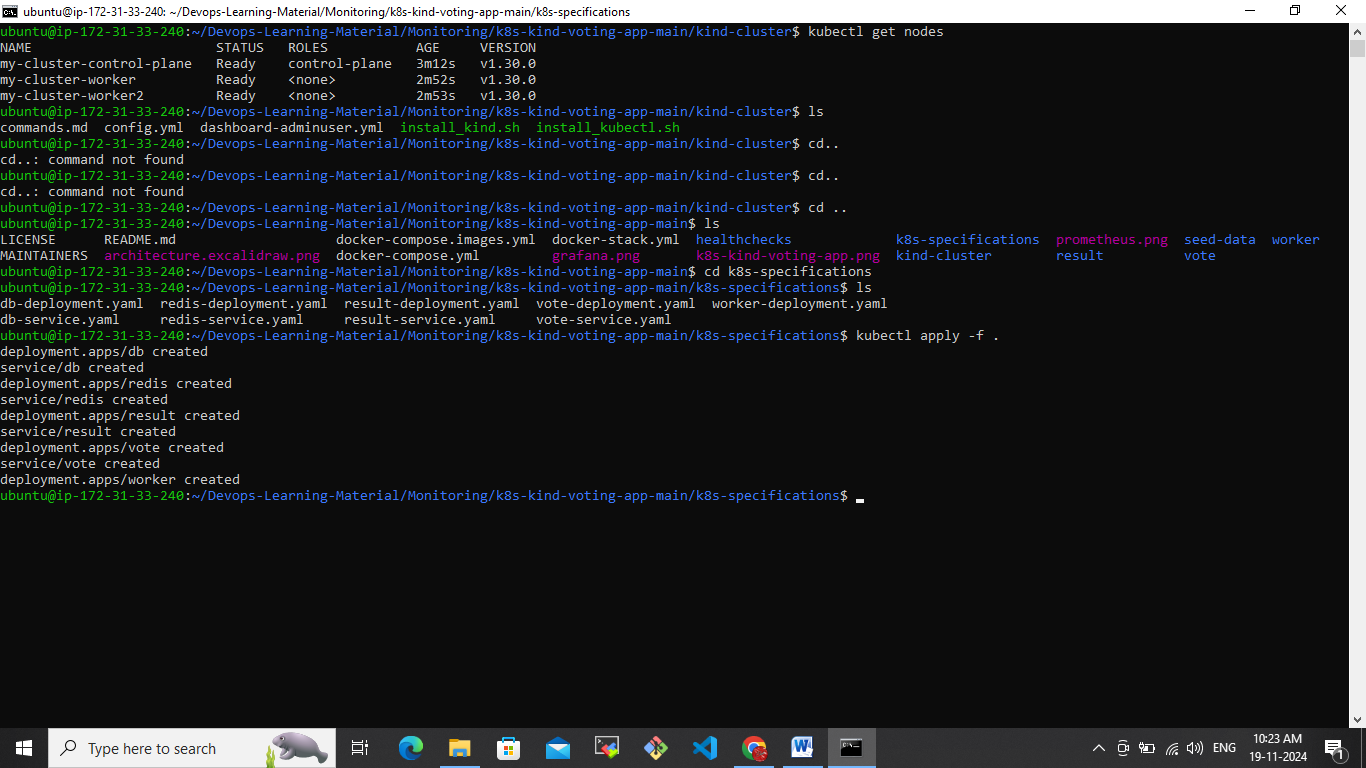 ubuntu@ip-172-31-33-240: ~/Devops-Learning-Material/Monitoring/k8s-kind-voting-app-main/k8s-specifications
ubuntu@ip-172-31-33-240:~/Devops-Learning-Material/Monitoring/k8s-kind-voting-app-main/kind-cluster$ kubectl get nodes
NAME                       STATUS   ROLES           AGE     VERSION
my-cluster-control-plane   Ready    control-plane   3m12s   v1.30.0
my-cluster-worker          Ready    <none>          2m52s   v1.30.0
my-cluster-worker2         Ready    <none>          2m53s   v1.30.0
ubuntu@ip-172-31-33-240:~/Devops-Learning-Material/Monitoring/k8s-kind-voting-app-main/kind-cluster$ ls
commands.md  config.yml  dashboard-adminuser.yml  install_kind.sh  install_kubectl.sh
ubuntu@ip-172-31-33-240:~/Devops-Learning-Material/Monitoring/k8s-kind-voting-app-main/kind-cluster$ cd..
cd..: command not found
ubuntu@ip-172-31-33-240:~/Devops-Learning-Material/Monitoring/k8s-kind-voting-app-main/kind-cluster$ cd..
cd..: command not found
ubuntu@ip-172-31-33-240:~/Devops-Learning-Material/Monitoring/k8s-kind-voting-app-main/kind-cluster$ cd ..
ubuntu@ip-172-31-33-240:~/Devops-Learning-Material/Monitoring/k8s-kind-voting-app-main$ ls
LICENSE      README.md                    docker-compose.images.yml  docker-stack.yml  healthchecks            k8s-specifications  prometheus.png  seed-data  worker
MAINTAINERS  architecture.excalidraw.png  docker-compose.yml         grafana.png       k8s-kind-voting-app.png  kind-cluster        result          vote
ubuntu@ip-172-31-33-240:~/Devops-Learning-Material/Monitoring/k8s-kind-voting-app-main$ cd k8s-specifications
ubuntu@ip-172-31-33-240:~/Devops-Learning-Material/Monitoring/k8s-kind-voting-app-main/k8s-specifications$ ls
db-deployment.yaml  redis-deployment.yaml  result-deployment.yaml  vote-deployment.yaml  worker-deployment.yaml
db-service.yaml     redis-service.yaml     result-service.yaml     vote-service.yaml
ubuntu@ip-172-31-33-240:~/Devops-Learning-Material/Monitoring/k8s-kind-voting-app-main/k8s-specifications$ kubectl apply -f .
deployment.apps/db created
service/db created
deployment.apps/redis created
service/redis created
deployment.apps/result created
service/result created
deployment.apps/vote created
service/vote created
deployment.apps/worker created
ubuntu@ip-172-31-33-240:~/Devops-Learning-Material/Monitoring/k8s-kind-voting-app-main/k8s-specifications$
Type here to search
ENG
10:23 AM
19-11-2024
1